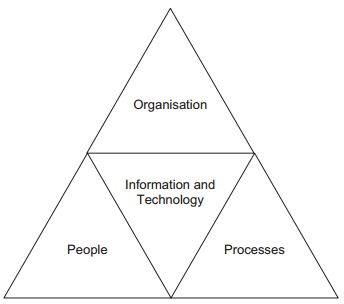 Organisation
Information and
Technology
People
Processes